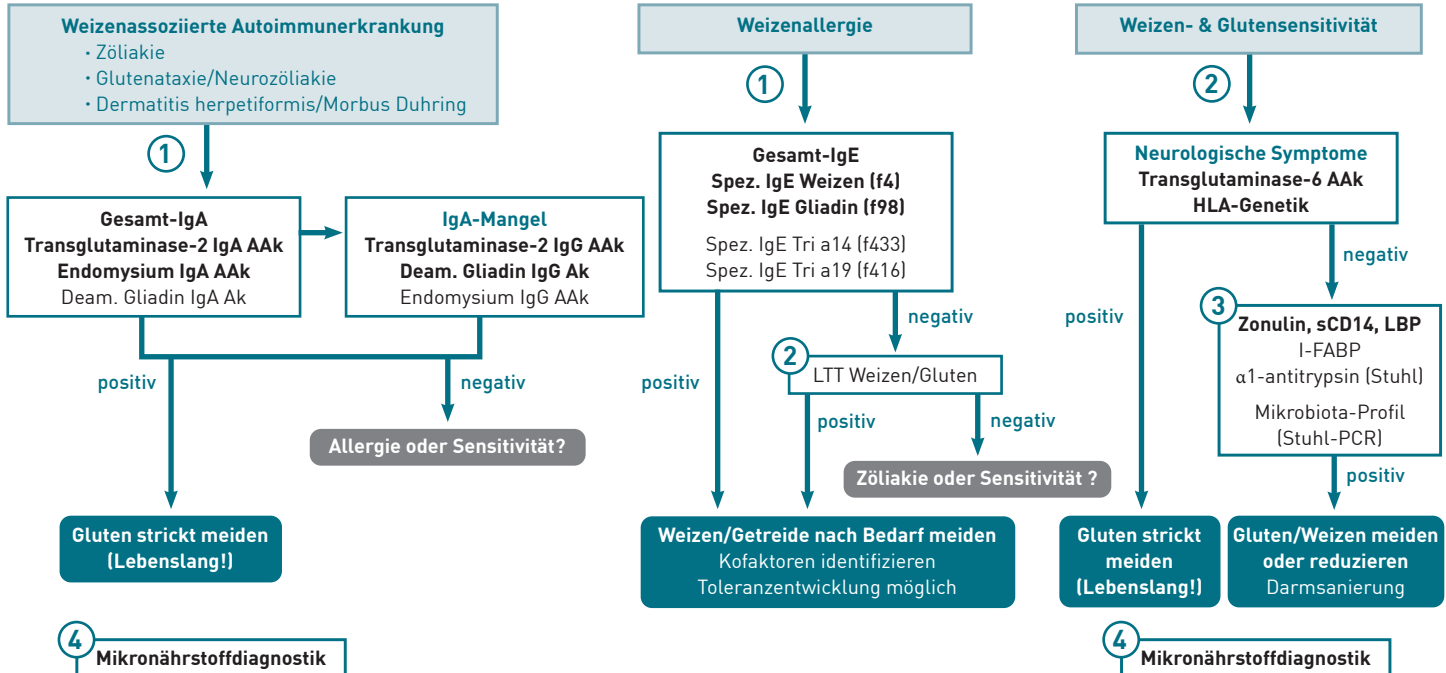 Weizenassoziierte Autoimmunerkrankung
· Zöliakie
· Glutenataxie/Neurozöliakie
· Dermatitis herpetiformis/Morbus Duhring
1
Gesamt-IgA
Transglutaminase-2 IgA AAk
Endomysium IgA AAk
Deam. Gliadin IgA Ak
IgA-Mangel
Transglutaminase-2 IgG AAk
Deam. Gliadin IgG Ak
Endomysium IgG AAk
positiv
negativ
Allergie oder Sensitivität?
Gluten strickt meiden
(Lebenslang!)
4
Mikronährstoffdiagnostik
Weizenallergie
1
Gesamt-IgE
Spez. IgE Weizen (f4)
Spez. IgE Gliadin (f98)
Spez. IgE Tri a14 (f433)
Spez. IgE Tri a19 (f416)
negativ
2
LTT Weizen/Gluten
positiv
positiv
negativ
Zöliakie oder Sensitivität ?
Weizen/Getreide nach Bedarf meiden
Kofaktoren identifizieren
Toleranzentwicklung möglich
Weizen- & Glutensensitivität
2
Neurologische Symptome
Transglutaminase-6 AAk
HLA-Genetik
negativ
positiv
3
Zonulin, sCD14, LBP
I-FABP
α1-antitrypsin (Stuhl)
Mikrobiota-Profil
(Stuhl-PCR)
positiv
Gluten strickt
meiden
(Lebenslang!)
Gluten/Weizen meiden
oder reduzieren
Darmsanierung
4
Mikronährstoffdiagnostik